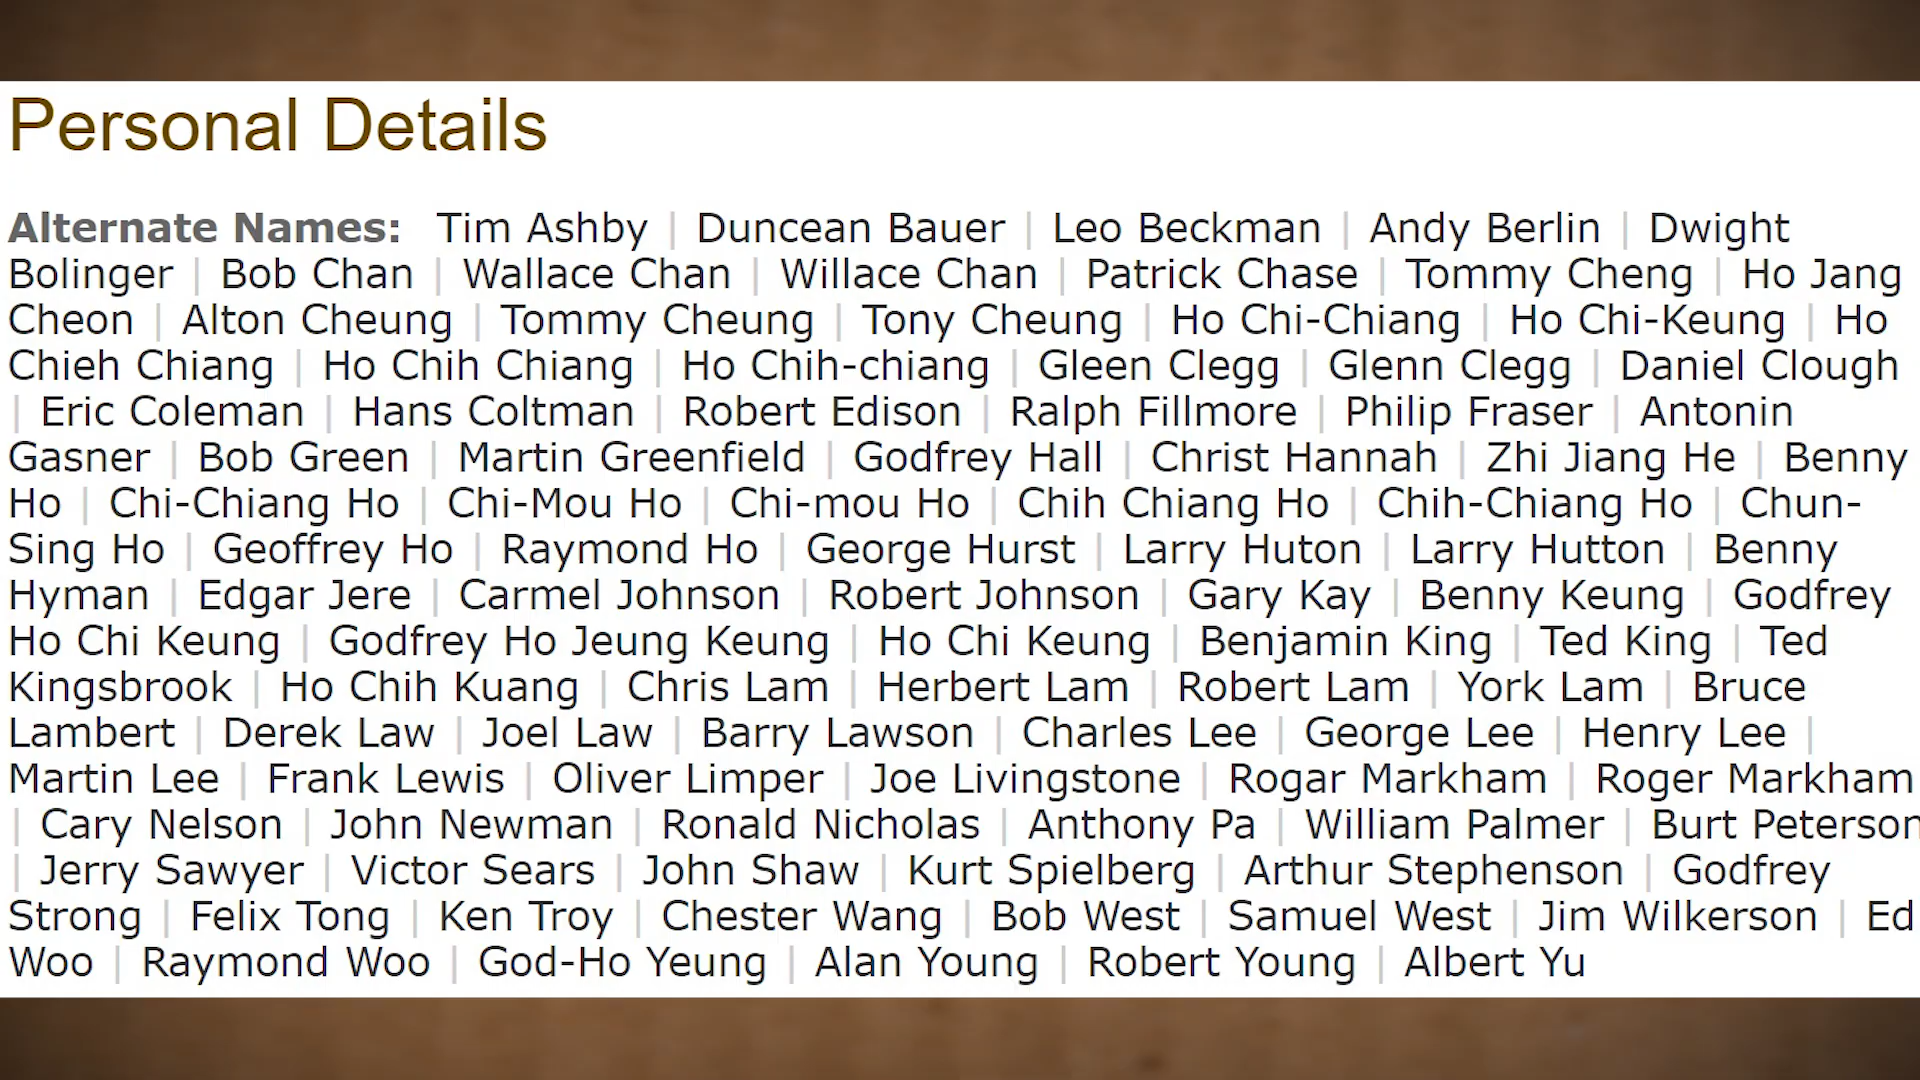 Personal Details
Alternate Names: Tim Ashby | Duncean Bauer | Leo Beckman | Andy Berlin | Dwight
Bolinger | Bob Chan | Wallace Chan | Willace Chan | Patrick Chase | Tommy Cheng | Ho Jang
Cheon | Alton Cheung | Tommy Cheung | Tony Cheung | Ho Chi-Chiang | Ho Chi-Keung | Ho
Chieh Chiang | Ho Chih Chiang | Ho Chih-chiang | Gleen Clegg | Glenn Clegg | Daniel Clough
| Eric Coleman | Hans Coltman | Robert Edison | Ralph Fillmore | Philip Fraser | Antonin
Gasner | Bob Green | Martin Greenfield | Godfrey Hall | Christ Hannah | Zhi Jiang He | Benny
Ho | Chi-Chiang Ho | Chi-Mou Ho | Chi-mou Ho | Chih Chiang Ho | Chih-Chiang Ho | Chun-
Sing Ho | Geoffrey Ho | Raymond Ho | George Hurst | Larry Huton | Larry Hutton | Benny
Hyman | Edgar Jere | Carmel Johnson | Robert Johnson | Gary Kay | Benny Keung | Godfrey
Ho Chi Keung | Godfrey Ho Jeung Keung | Ho Chi Keung | Benjamin King | Ted King | Ted
Kingsbrook | Ho Chih Kuang | Chris Lam | Herbert Lam | Robert Lam | York Lam | Bruce
Lambert | Derek Law | Joel Law | Barry Lawson | Charles Lee | George Lee | Henry Lee |
Martin Lee | Frank Lewis | Oliver Limper | Joe Livingstone | Rogar Markham | Roger Markham
| Cary Nelson | John Newman | Ronald Nicholas | Anthony Pa | William Palmer | Burt Peterson
| Jerry Sawyer | Victor Sears | John Shaw | Kurt Spielberg | Arthur Stephenson | Godfrey
Strong | Felix Tong | Ken Troy | Chester Wang | Bob West | Samuel West | Jim Wilkerson | Ed
Woo | Raymond Woo | God-Ho Yeung | Alan Young | Robert Young | Albert Yu